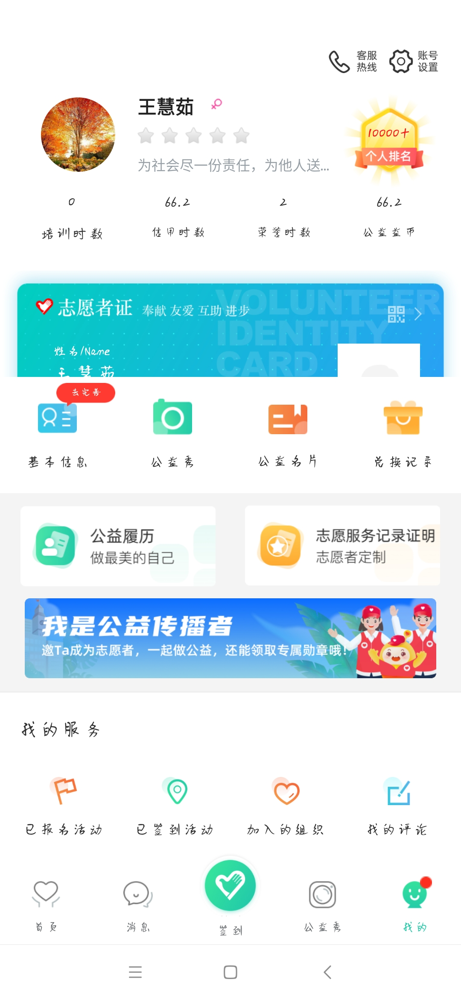 客服
热线
账号
设置
王慧茹
10000+
个人排名
为社会尽一份责任，为他人送...
0 66.2 2 66.2
培训时数 信用时数 荣誉时数 公益益币
志愿者证 奉献 友爱 互助 进步
VOLUNTEER
IDENTITY
CARD
姓名/Name
王慧茹
去完善
基本信息 公益秀 公益名片 兑换记录
公益履历
做最美的自己
志愿服务记录证明
志愿者定制
我是公益传播者
邀Ta成为志愿者，一起做公益，还能领取专属勋章哦！
我的服务
已报名活动 已签到活动 加入的组织 我的评论
首页 消息 签到 公益秀 我的